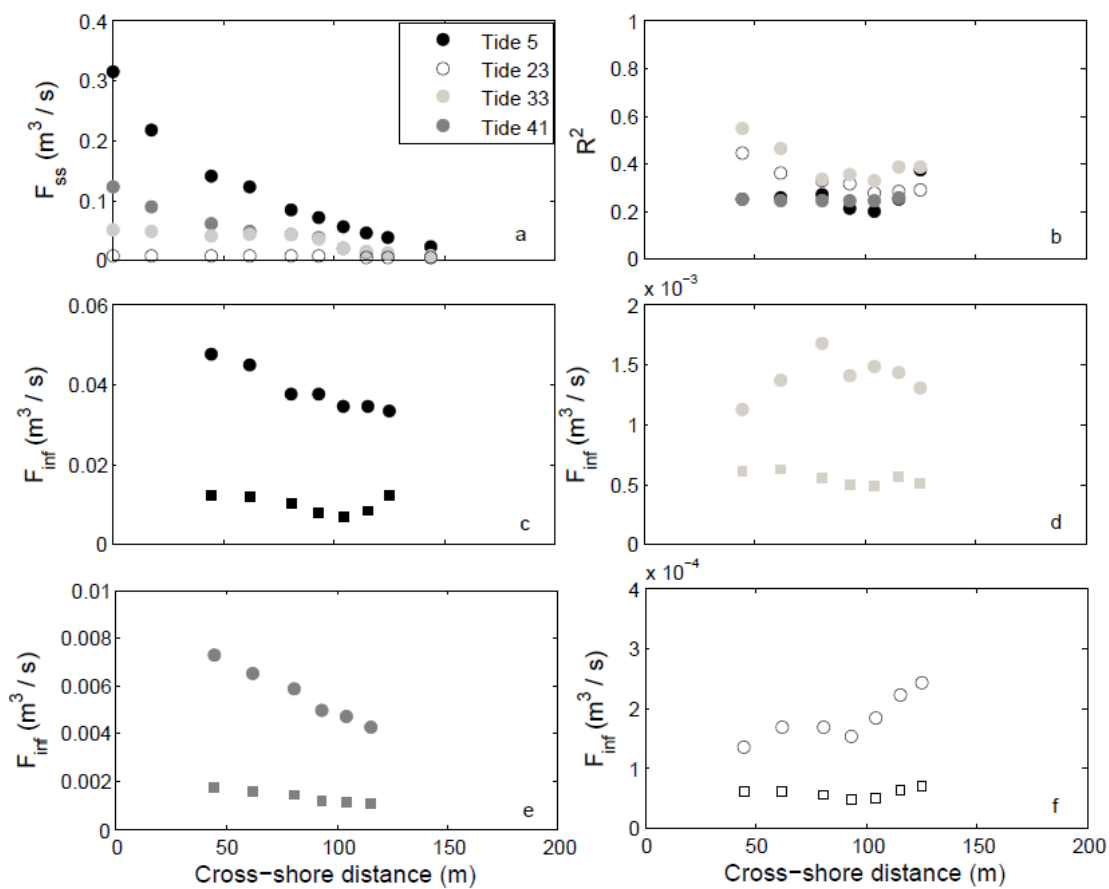 0.4
0.3
0.2
0.1
0
F_ss (m^3 / s)
Tide 5
Tide 23
Tide 33
Tide 41
a
1
0.8
0.6
0.4
0.2
0
R^2
b
0.06
0.04
0.02
0
F_inf (m^3 / s)
c
x 10^−3
2
1.5
1
0.5
0
F_inf (m^3 / s)
d
0.01
0.008
0.006
0.004
0.002
0
F_inf (m^3 / s)
e
0 50 100 150 200
Cross−shore distance (m)
x 10^−4
4
3
2
1
0
F_inf (m^3 / s)
f
0 50 100 150 200
Cross−shore distance (m)